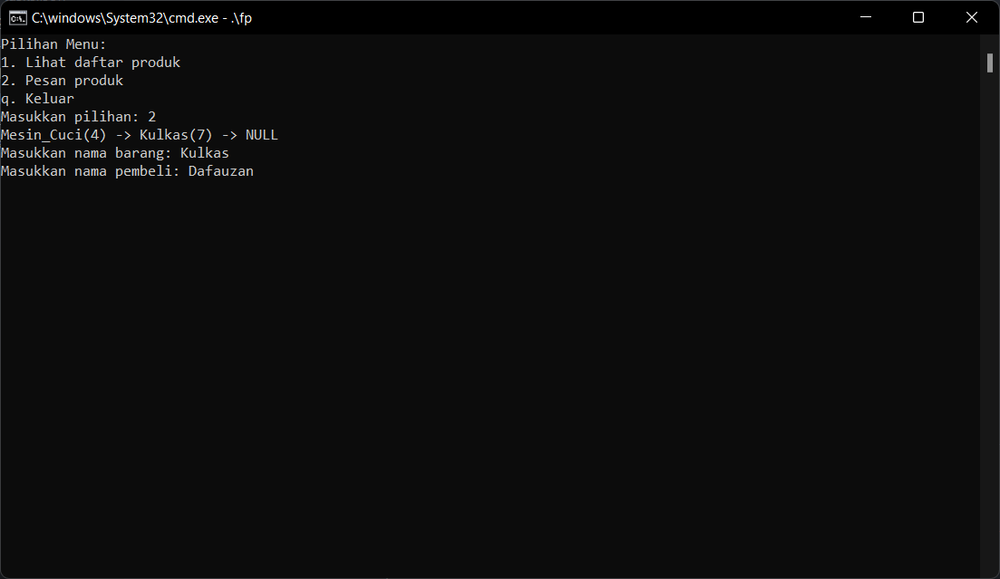 C:\windows\System32\cmd.exe - .\fp
Pilihan Menu:
1. Lihat daftar produk
2. Pesan produk
q. Keluar
Masukkan pilihan: 2
Mesin_Cuci(4) -> Kulkas(7) -> NULL
Masukkan nama barang: Kulkas
Masukkan nama pembeli: Dafauzan